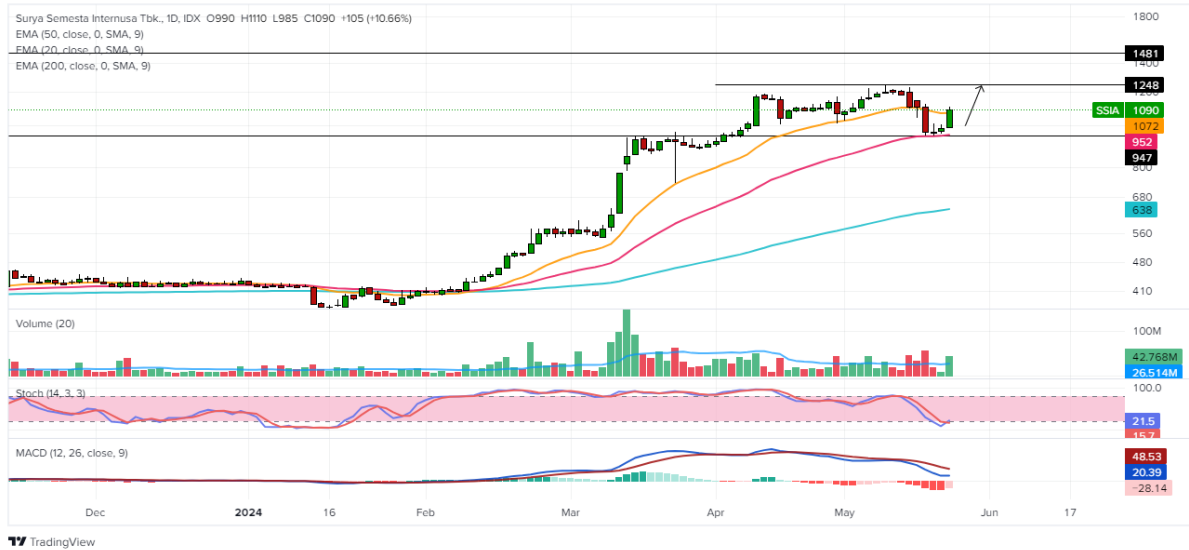 Surya Semesta Internusa Tbk., 1D, IDX O990 H1110 L985 C1090 +105 (+10.66%)
EMA (50, close, 0, SMA, 9)
EMA (20, close, 0, SMA, 9)
EMA (200, close, 0, SMA, 9)
1800
1481
1400
1248
1200
SSIA 1090
1072
952
947
800
680
638
560
480
410
Volume (20)
100M
42.768M
26.514M
Stoch (14, 3, 3)
100.0
21.5
15.7
MACD (12, 26, close, 9)
48.53
20.39
−28.14
Dec 2024 16 Feb Mar Apr May Jun 17
TradingView